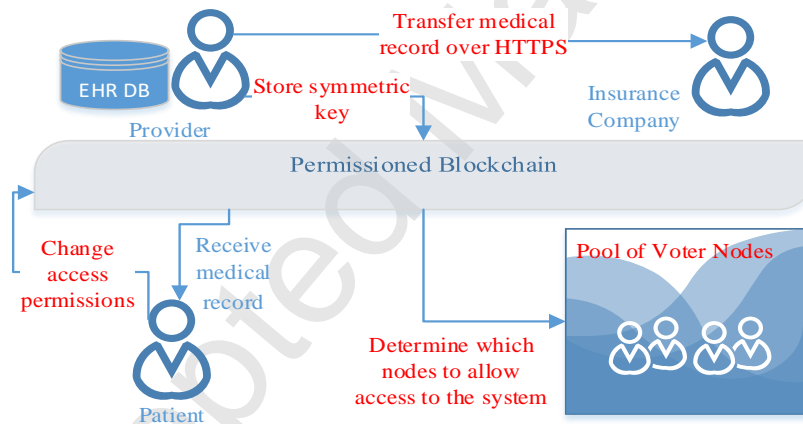 Transfer medical
record over HTTPS
EHR DB
Provider
Store symmetric
key
Insurance
Company
Permissioned Blockchain
Change
access
permissions
Receive
medical
record
Patient
Determine which
nodes to allow
access to the system
Pool of Voter Nodes